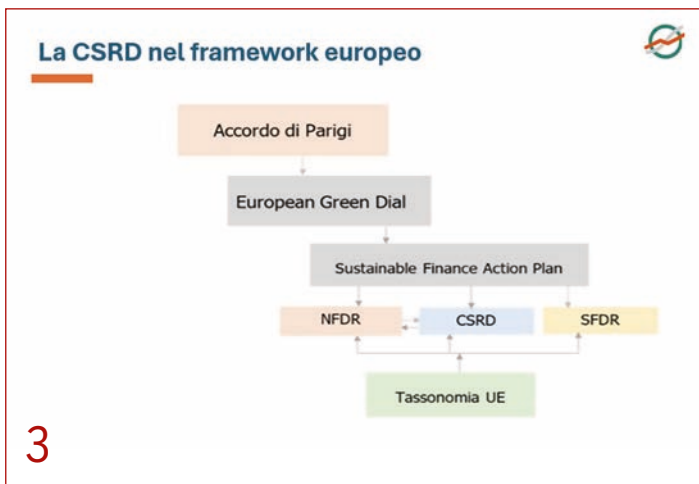 La CSRD nel framework europeo
Accordo di Parigi
European Green Dial
Sustainable Finance Action Plan
NFDR
CSRD
SFDR
Tassonomia UE
3